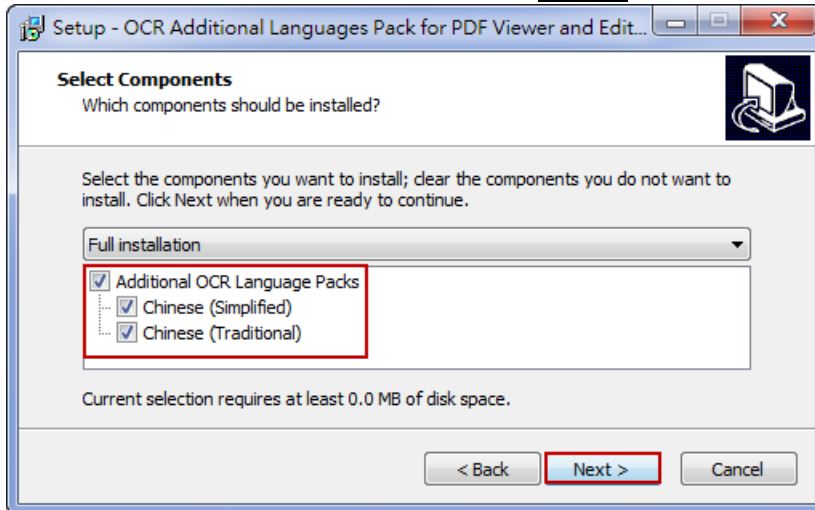 Setup - OCR Additional Languages Pack for PDF Viewer and Edit...
Select Components
Which components should be installed?
Select the components you want to install; clear the components you do not want to
install. Click Next when you are ready to continue.
Full installation
Additional OCR Language Packs
Chinese (Simplified)
Chinese (Traditional)
Current selection requires at least 0.0 MB of disk space.
< Back Next > Cancel